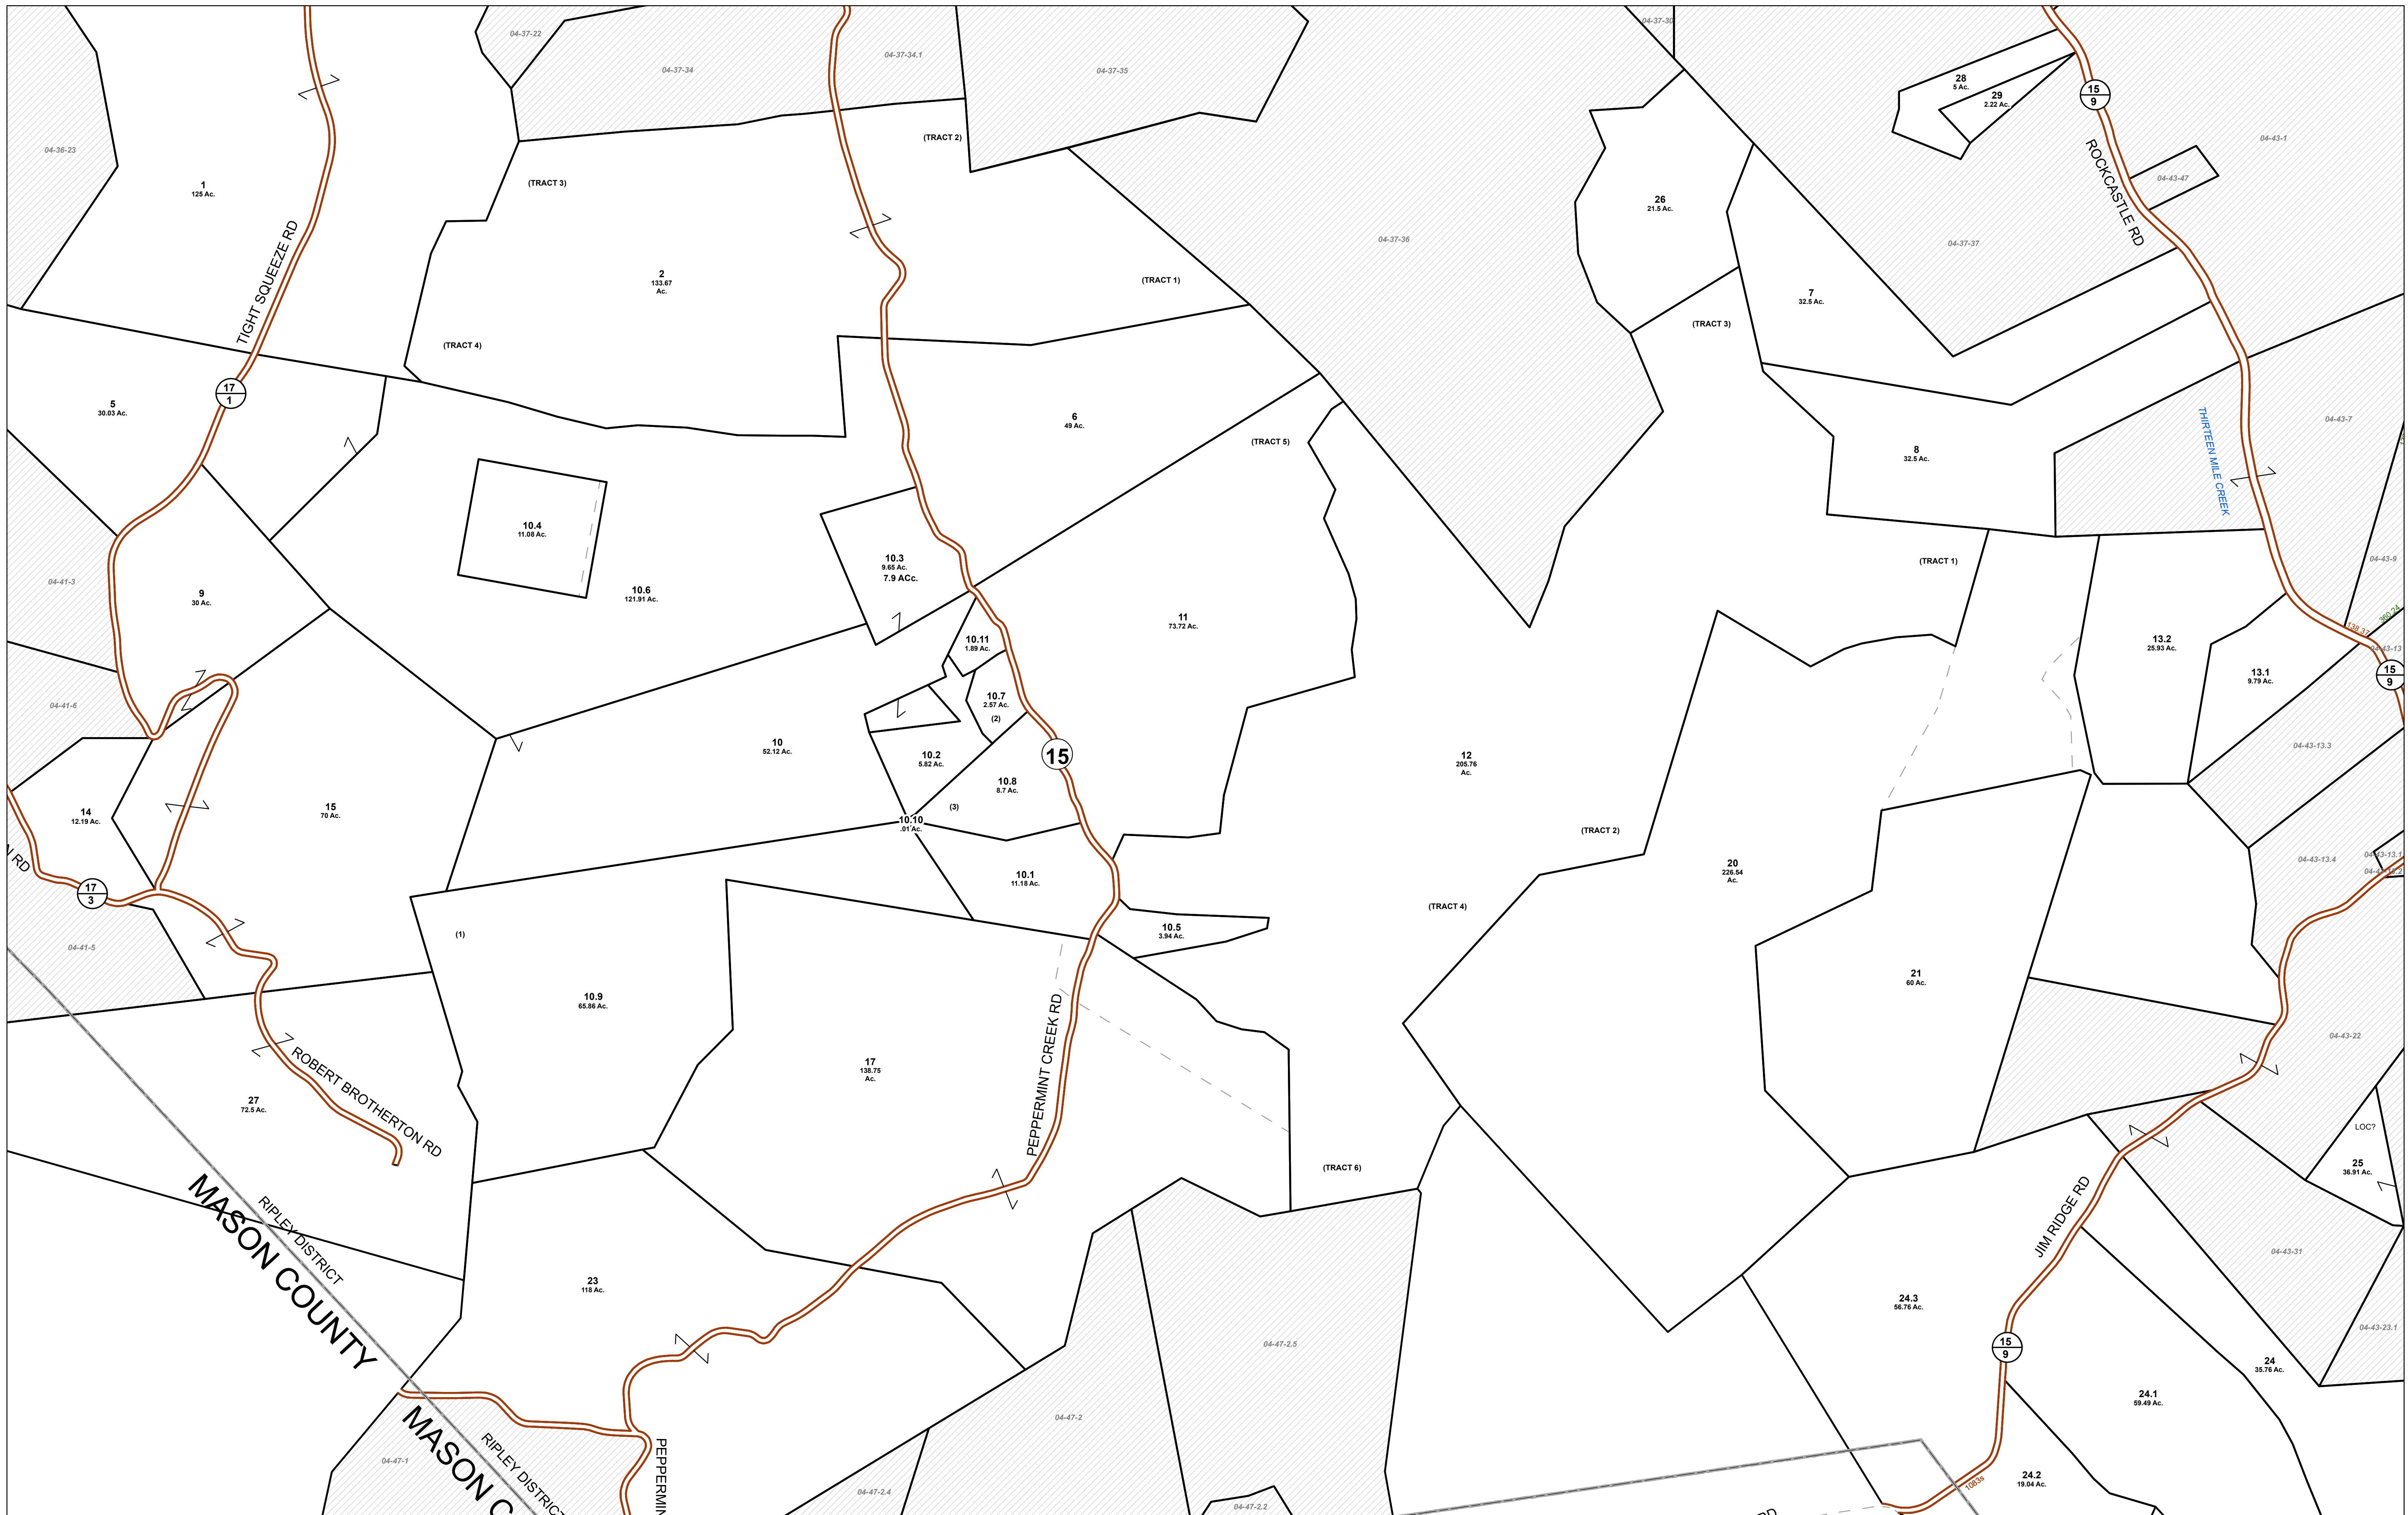 04-37-22
04-37-34
04-37-34.1
04-37-35
04-37-30
04-36-23
1
125 Ac.
(TRACT 3)
(TRACT 2)
28
5 Ac.
29
2.22 Ac.
15
9
04-43-1
04-43-47
ROCKCASTLE RD
26
21.5 Ac.
04-37-36
04-37-37
TIGHT SQUEEZE RD
2
133.67
Ac.
(TRACT 1)
7
32.5 Ac.
(TRACT 3)
(TRACT 4)
17
1
5
30.03 Ac.
6
49 Ac.
(TRACT 5)
8
32.5 Ac.
THIRTEEN MILE CREEK
04-43-7
10.4
11.08 Ac.
10.3
9.65 Ac.
7.9 ACc.
(TRACT 1)
04-43-9
04-41-3
9
30 Ac.
10.6
121.91 Ac.
11
73.72 Ac.
360.24
138.37
04-43-13
15
9
10.11
1.89 Ac.
13.2
25.93 Ac.
13.1
9.79 Ac.
04-41-6
10.7
2.57 Ac.
(2)
10
52.12 Ac.
10.2
5.82 Ac.
15
12
205.76
Ac.
04-43-13.3
10.8
8.7 Ac.
(3)
14
12.19 Ac.
15
70 Ac.
10.10
.01 Ac.
(TRACT 2)
N RD
17
3
10.1
11.18 Ac.
20
226.54
Ac.
04-43-13.4
04-43-13.1
(TRACT 4)
04-41-5
(1)
10.5
3.94 Ac.
21
60 Ac.
10.9
65.86 Ac.
04-43-22
PEPPERMINT CREEK RD
17
138.75
Ac.
ROBERT BROTHERTON RD
27
72.5 Ac.
LOC?
25
36.91 Ac.
(TRACT 6)
RIPLEY DISTRICT
MASON COUNTY
JIM RIDGE RD
04-43-31
23
118 Ac.
24.3
56.76 Ac.
04-43-23.1
15
9
04-47-2.5
24
35.76 Ac.
24.1
59.49 Ac.
04-47-2
RIPLEY DISTRICT
MASON C
04-47-1
PEPPERMIN
04-47-2.4
04-47-2.2
1083s
24.2
19.04 Ac.
RD